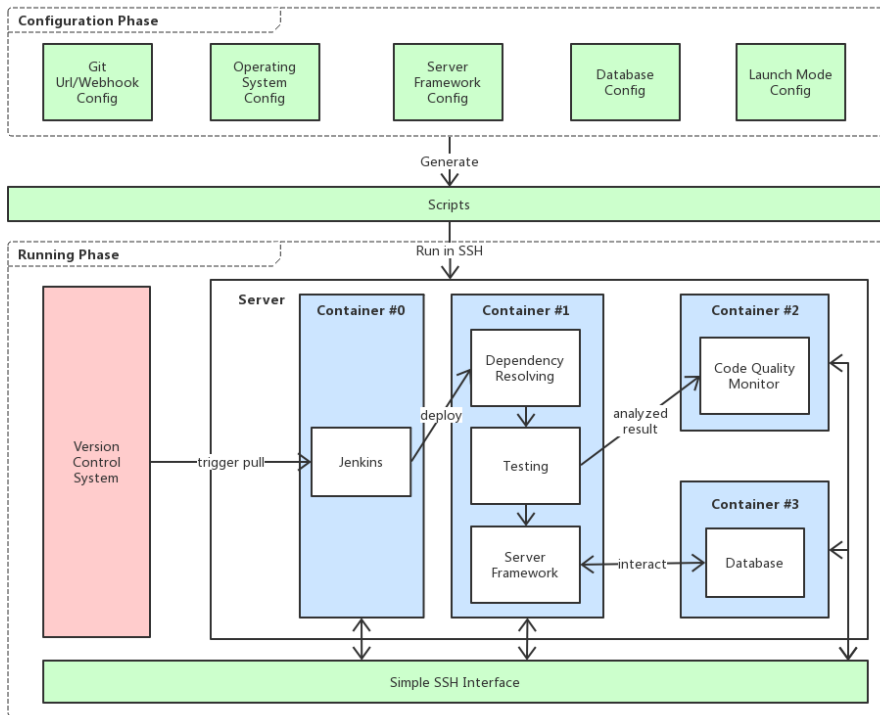 Configuration Phase
Git
Url/Webhook
Config
Operating
System
Config
Server
Framework
Config
Database
Config
Launch Mode
Config
Generate
Scripts
Running Phase
Run in SSH
Server
Container #0
Container #1
Container #2
Dependency
Resolving
Code Quality
Monitor
deploy
analyzed
result
Version
Control
System
trigger pull
Jenkins
Testing
Container #3
Server
Framework
interact
Database
Simple SSH Interface